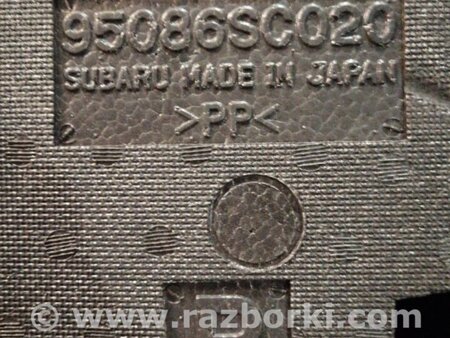 95086SC020
SUBARU MADE IN JAPAN
>PP<
© - www.razborki.com